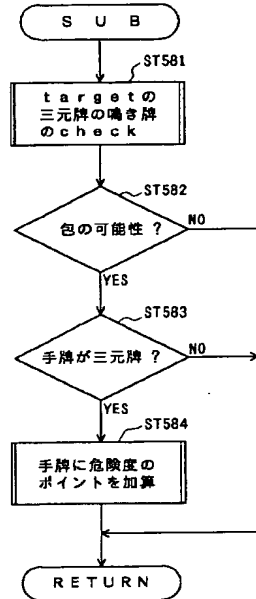 ＳＵＢ
ST581
ｔａｒｇｅｔの
三元牌の鳴き牌
のｃｈｅｃｋ
ST582
包の可能性？
NO
YES
ST583
手牌が三元牌？
NO
YES
ST584
手牌に危険度の
ポイントを加算
ＲＥＴＵＲＮ